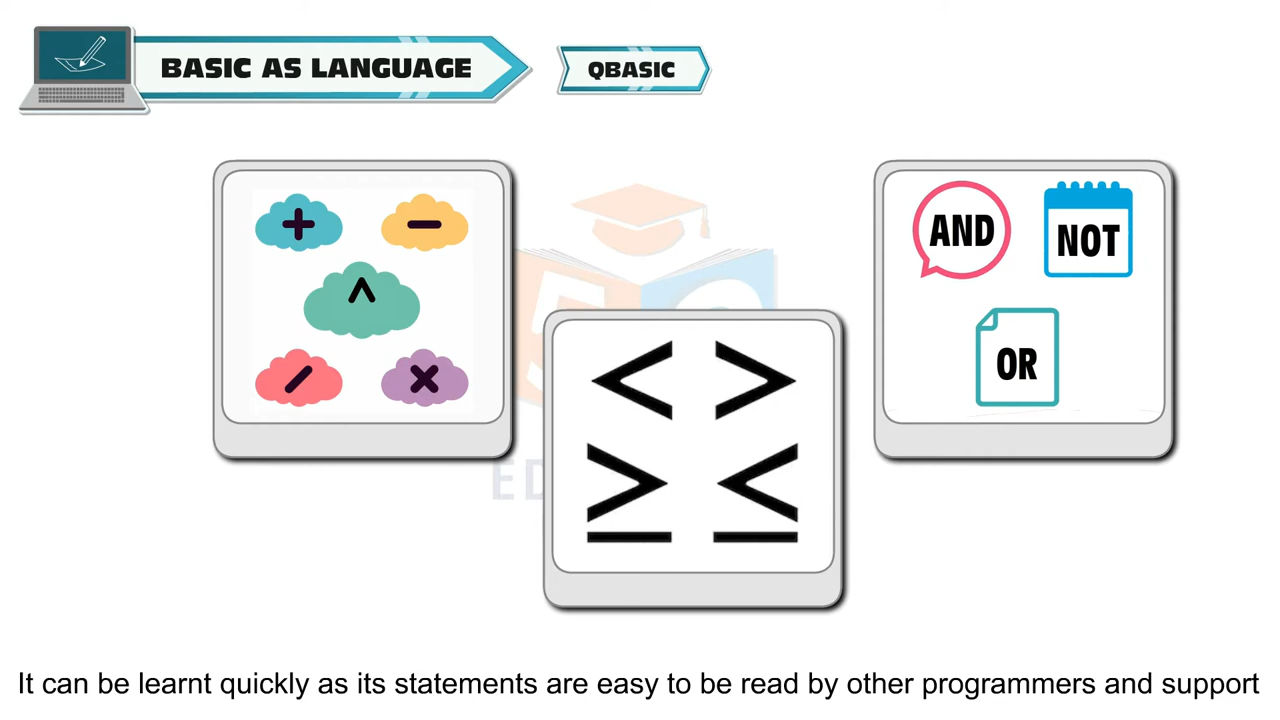 BASIC AS LANGUAGE
QBASIC
+ -
^
/ ×
< >
≥ ≤
AND NOT
OR
It can be learnt quickly as its statements are easy to be read by other programmers and support